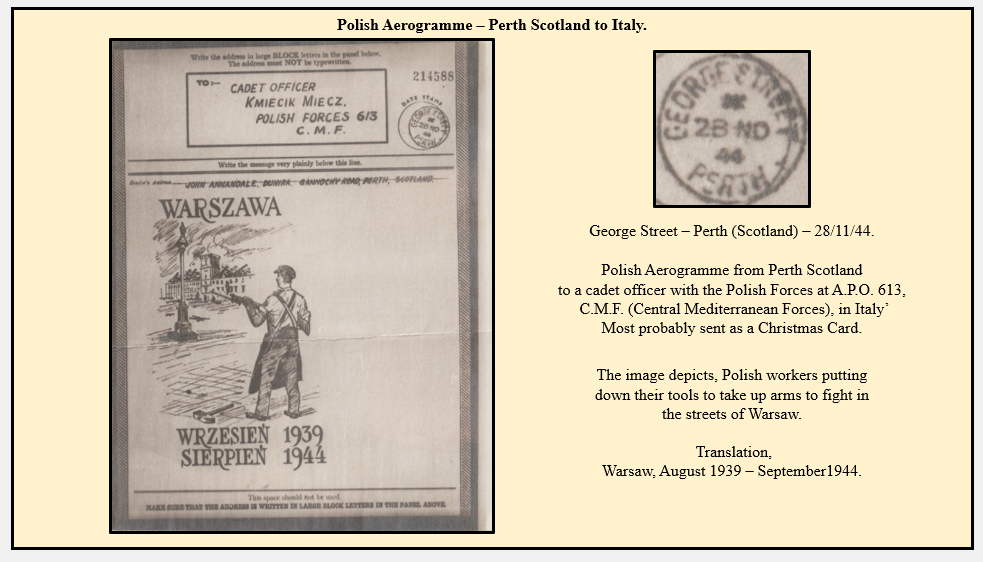 Polish Aerogramme – Perth Scotland to Italy.
Write the address in large BLOCK letters in the panel below.
The address must NOT be typewritten.
TO:—
CADET OFFICER
KMIECIK MIECZ,
POLISH FORCES 613
C.M.F.
214588
DATE STAMP
GEORGE STREET
28 NO
44
PERTH
Write the message very plainly below this line.
Sender's Address JOHN ANNANDALE, DUNIRA, GANNOCHY ROAD, PERTH, SCOTLAND.
WARSZAWA
WRZESIEŃ 1939
SIERPIEŃ 1944
This space should not be used.
MAKE SURE THAT THE ADDRESS IS WRITTEN IN LARGE BLOCK LETTERS IN THE PANEL ABOVE.
GEORGE STREET
28 NO
44
PERTH
George Street – Perth (Scotland) – 28/11/44.
Polish Aerogramme from Perth Scotland
to a cadet officer with the Polish Forces at A.P.O. 613,
C.M.F. (Central Mediterranean Forces), in Italy’
Most probably sent as a Christmas Card.
The image depicts, Polish workers putting
down their tools to take up arms to fight in
the streets of Warsaw.
Translation,
Warsaw, August 1939 – September1944.